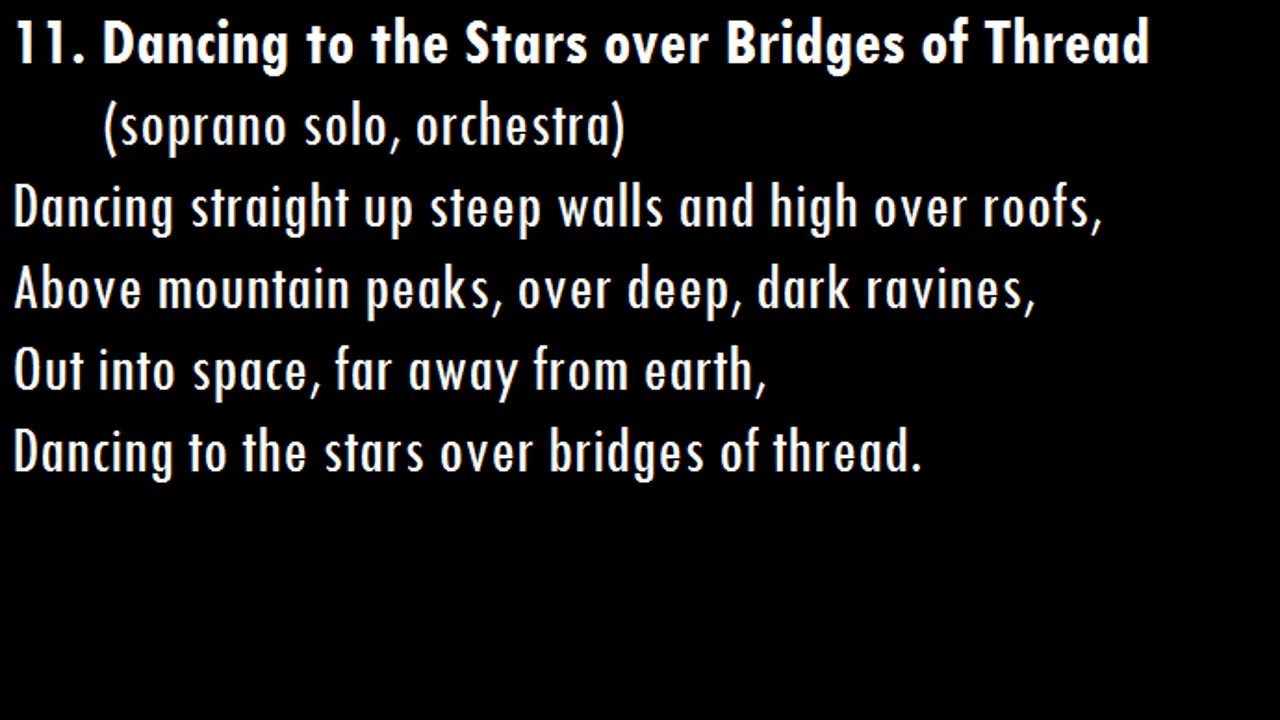 11. Dancing to the Stars over Bridges of Thread
(soprano solo, orchestra)
Dancing straight up steep walls and high over roofs,
Above mountain peaks, over deep, dark ravines,
Out into space, far away from earth,
Dancing to the stars over bridges of thread.